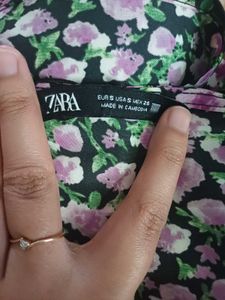 ZARA
EUR S USA S MEX 26
MADE IN CAMBODIA